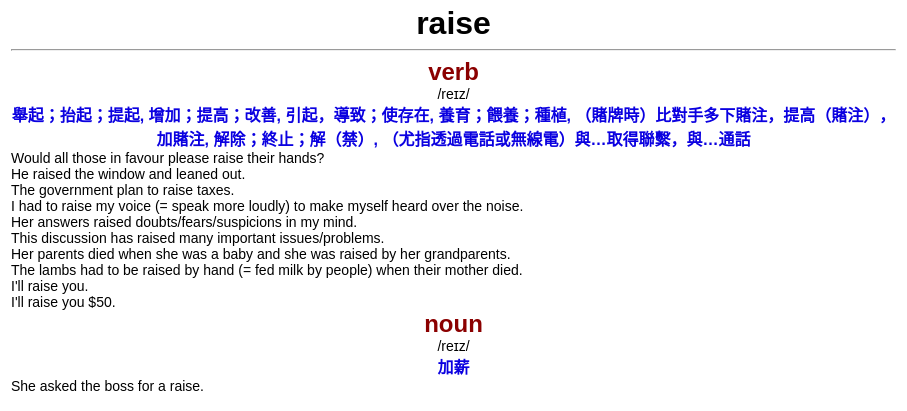 raise
verb
/reɪz/
舉起；抬起；提起, 增加；提高；改善, 引起，導致；使存在, 養育；餵養；種植, （賭牌時）比對手多下賭注，提高（賭注），
加賭注, 解除；終止；解（禁）, （尤指透過電話或無線電）與…取得聯繫，與…通話
Would all those in favour please raise their hands?
He raised the window and leaned out.
The government plan to raise taxes.
I had to raise my voice (= speak more loudly) to make myself heard over the noise.
Her answers raised doubts/fears/suspicions in my mind.
This discussion has raised many important issues/problems.
Her parents died when she was a baby and she was raised by her grandparents.
The lambs had to be raised by hand (= fed milk by people) when their mother died.
I'll raise you.
I'll raise you $50.
noun
/reɪz/
加薪
She asked the boss for a raise.